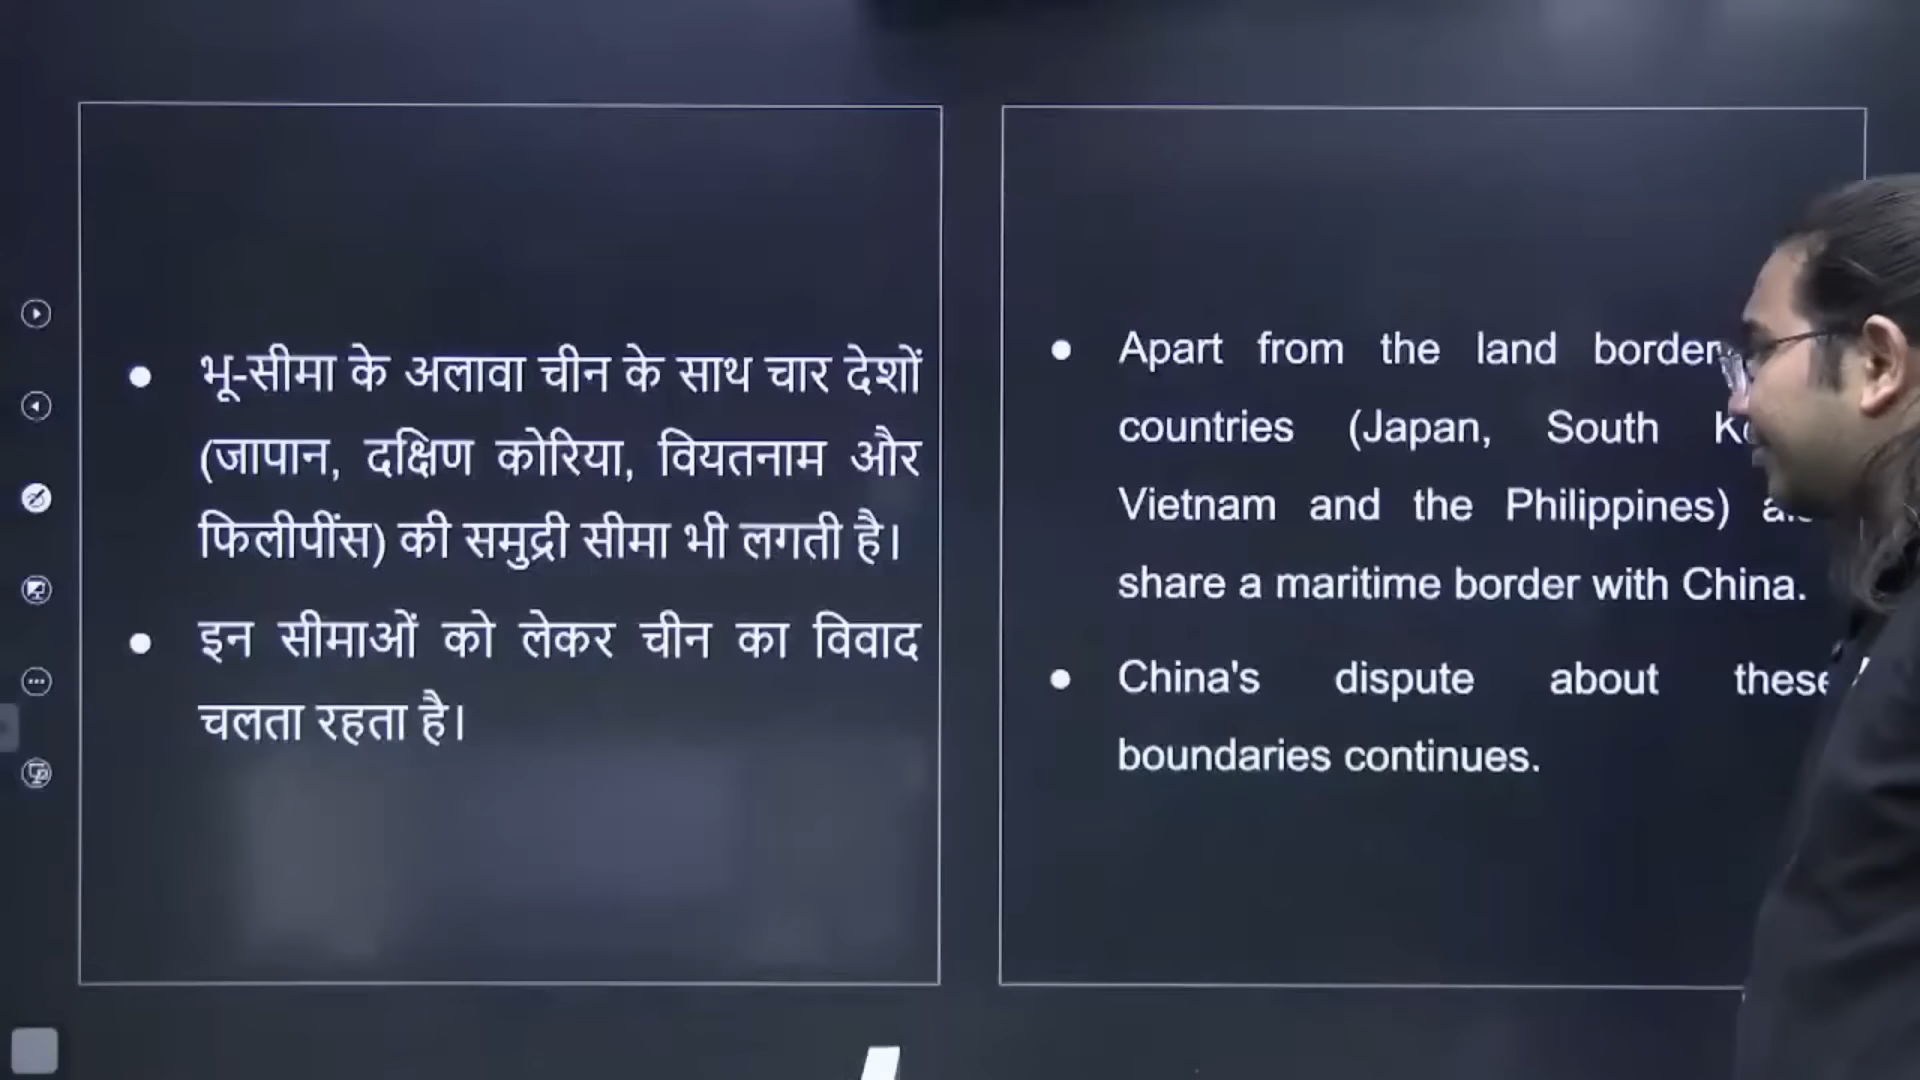 भू-सीमा के अलावा चीन के साथ चार देशों
(जापान, दक्षिण कोरिया, वियतनाम और
फिलीपींस) की समुद्री सीमा भी लगती है।
इन सीमाओं को लेकर चीन का विवाद
चलता रहता है।
Apart from the land
countries (Japan, South
Vietnam and the Philippines)
share a maritime border with China.
China's dispute about these
boundaries continues.